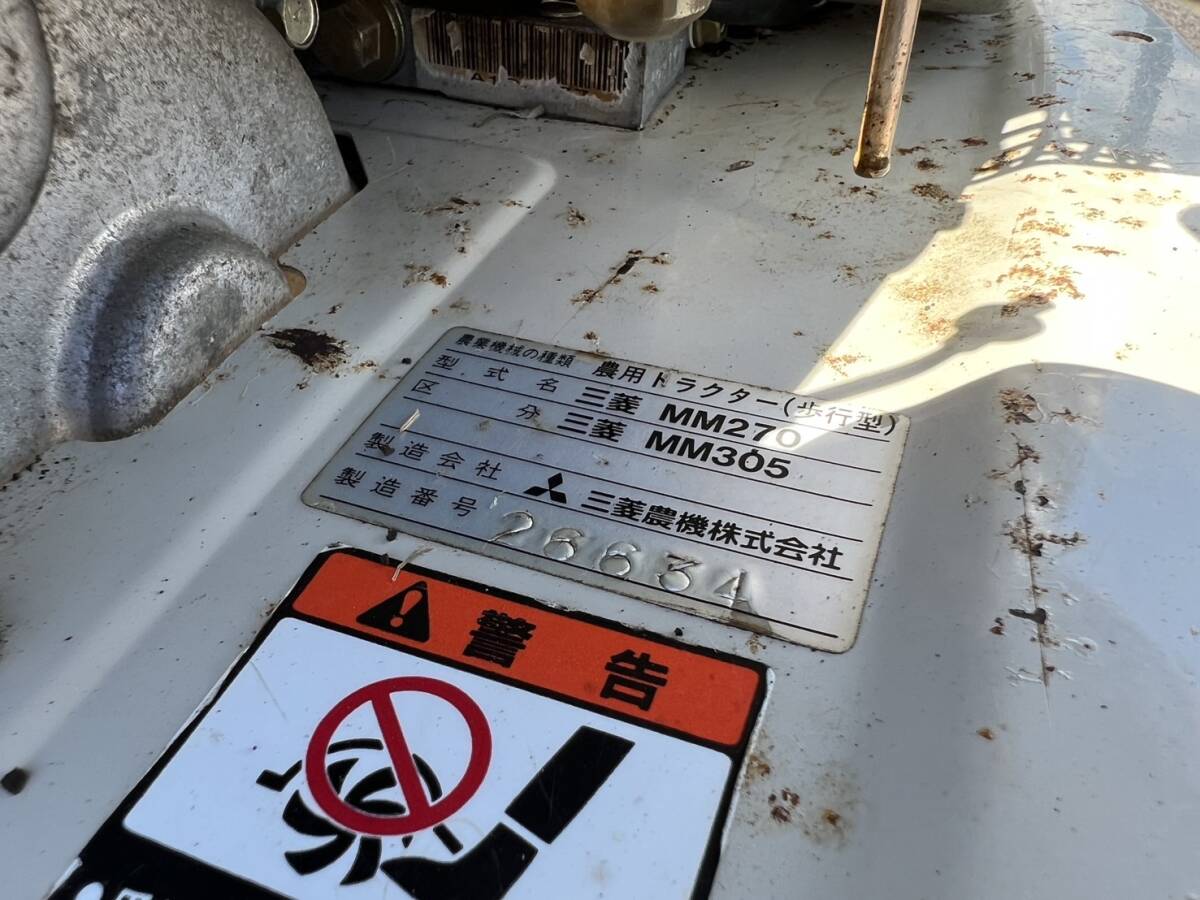 農業機械の種類 農用トラクター(歩行型)
型式名 三菱 MM270
区分 三菱 MM305
製造会社 三菱農機株式会社
製造番号 26634
警告